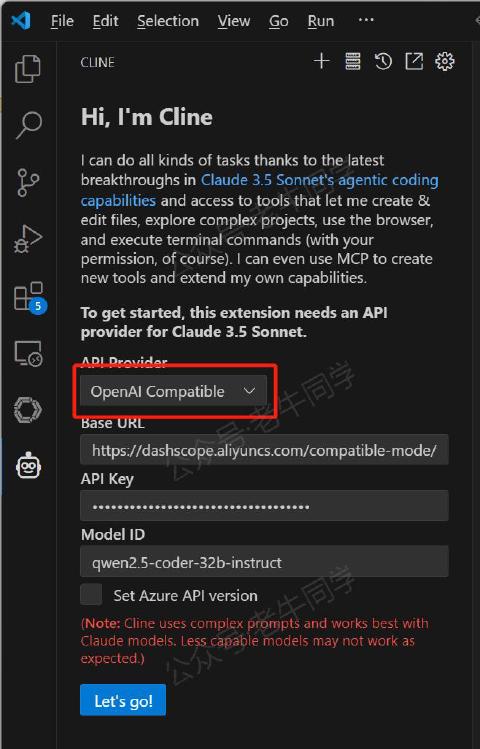 File Edit Selection View Go Run ···
CLINE
Hi, I'm Cline
I can do all kinds of tasks thanks to the latest
breakthroughs in Claude 3.5 Sonnet's agentic coding
capabilities and access to tools that let me create &
edit files, explore complex projects, use the browser,
and execute terminal commands (with your
permission, of course). I can even use MCP to create
new tools and extend my own capabilities.
To get started, this extension needs an API
provider for Claude 3.5 Sonnet.
API Provider
OpenAI Compatible
Base URL
https://dashscope.aliyuncs.com/compatible-mode/
API Key
••••••••••••••••••••••••••••••••••
Model ID
qwen2.5-coder-32b-instruct
Set Azure API version
(Note: Cline uses complex prompts and works best with
Claude models. Less capable models may not work as
expected.)
Let's go!
5
公众号:老牛同学
公众号:老牛同学
公众号:老牛同学